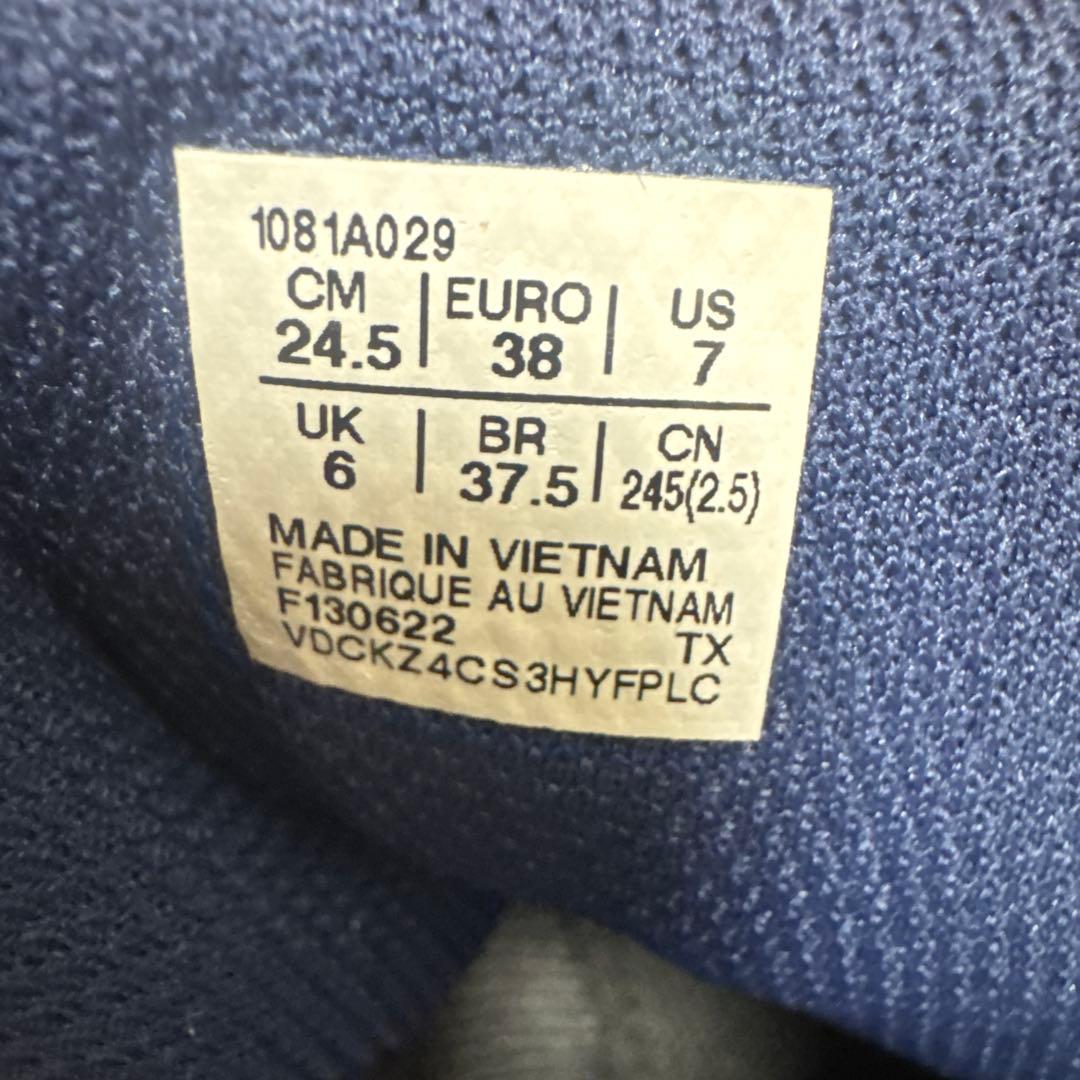 1081A029
CM | EURO | US
24.5 | 38 | 7
UK | BR | CN
6 | 37.5 | 245(2.5)
MADE IN VIETNAM
FABRIQUE AU VIETNAM
F130622 TX
VDCKZ4CS3HYFPLC